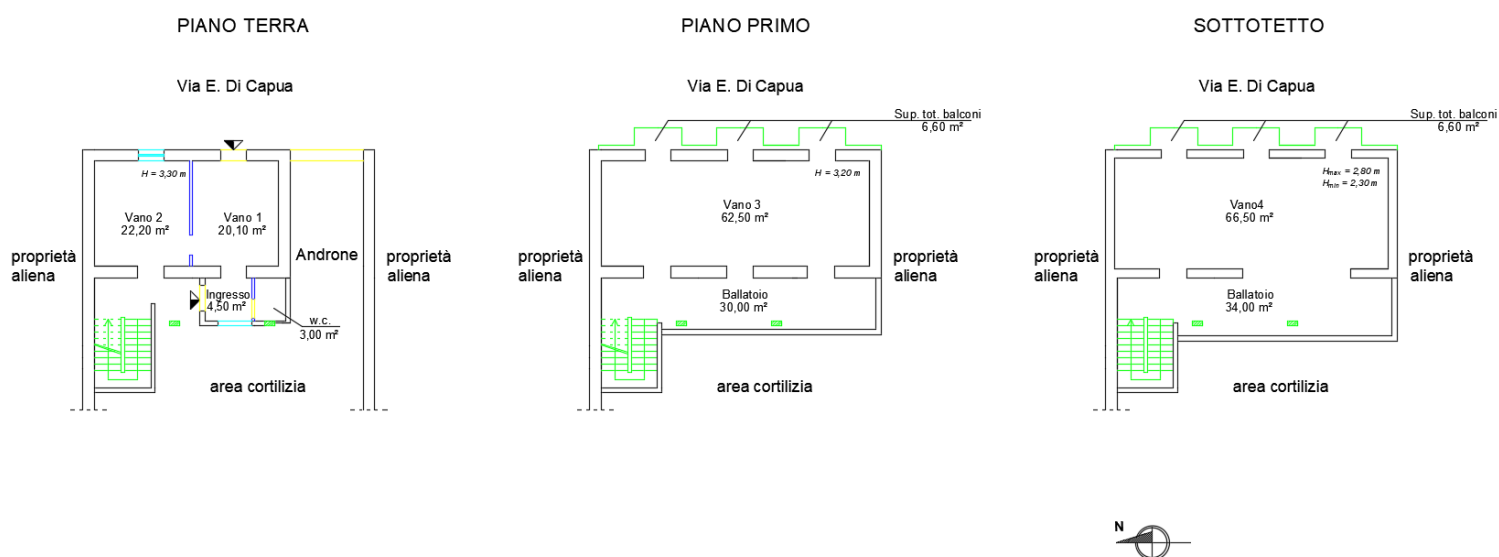 PIANO TERRA
Via E. Di Capua
H = 3,30 m
Vano 2
22,20 m²
Vano 1
20,10 m²
proprietà
aliena
Androne
proprietà
aliena
Ingresso
4,50 m²
w.c.
3,00 m²
area cortilizia
PIANO PRIMO
Via E. Di Capua
Sup. tot. balconi
6,60 m²
H = 3,20 m
Vano 3
62,50 m²
proprietà
aliena
proprietà
aliena
Ballatoio
30,00 m²
area cortilizia
SOTTOTETTO
Via E. Di Capua
Sup. tot. balconi
6,60 m²
Hmax = 2,80 m
Hmin = 2,30 m
Vano4
66,50 m²
proprietà
aliena
proprietà
aliena
Ballatoio
34,00 m²
area cortilizia
N